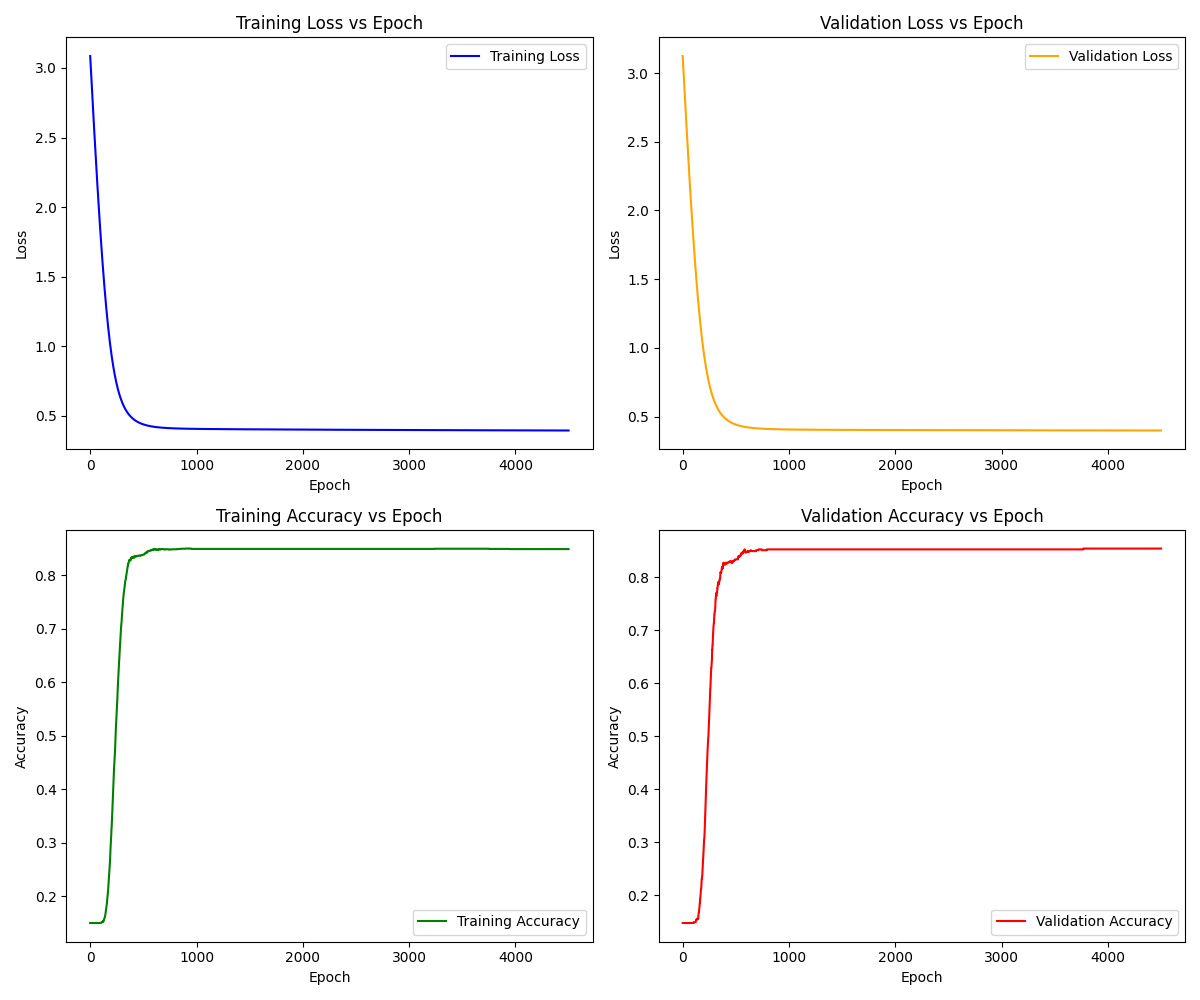 Training Loss vs Epoch
Training Loss
3.0
2.5
2.0
1.5
1.0
0.5
Loss
0 1000 2000 3000 4000
Epoch
Validation Loss vs Epoch
Validation Loss
3.0
2.5
2.0
1.5
1.0
0.5
Loss
0 1000 2000 3000 4000
Epoch
Training Accuracy vs Epoch
0.8
0.7
0.6
0.5
0.4
0.3
0.2
Accuracy
Training Accuracy
0 1000 2000 3000 4000
Epoch
Validation Accuracy vs Epoch
0.8
0.7
0.6
0.5
0.4
0.3
0.2
Accuracy
Validation Accuracy
0 1000 2000 3000 4000
Epoch